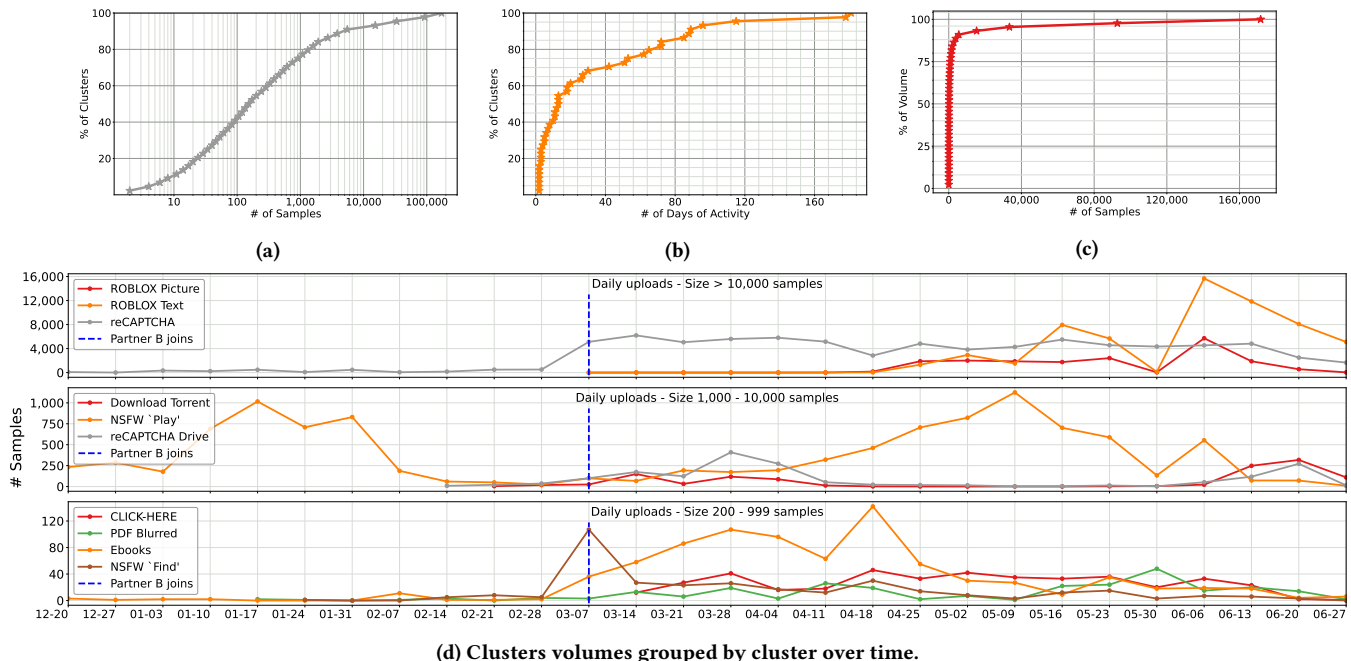 100
80
60
40
20
% of Clusters
10
100
1,000
10,000
100,000
# of Samples
(a)
100
80
60
40
20
% of Clusters
0
40
80
120
180
# of Days of Activity
(b)
100
75
50
25
0
% of Volume
0
40,000
80,000
120,000
160,000
# of Samples
(c)
Daily uploads - Size > 10,000 samples
16,000
12,000
8,000
4,000
0
ROBLOX Picture
ROBLOX Text
reCAPTCHA
Partner B joins
Daily uploads - Size 1,000 - 10,000 samples
# Samples
1,000
750
500
250
0
Download Torrent
NSFW `Play'
reCAPTCHA Drive
Partner B joins
Daily uploads - Size 200 - 999 samples
120
80
40
0
CLICK-HERE
PDF Blurred
Ebooks
NSFW `Find'
Partner B joins
12-20 12-27 01-03 01-10 01-17 01-24 01-31 02-07 02-14 02-21 02-28 03-07 03-14 03-21 03-28 04-04 04-11 04-18 04-25 05-02 05-09 05-16 05-23 05-30 06-06 06-13 06-20 06-27
(d) Clusters volumes grouped by cluster over time.